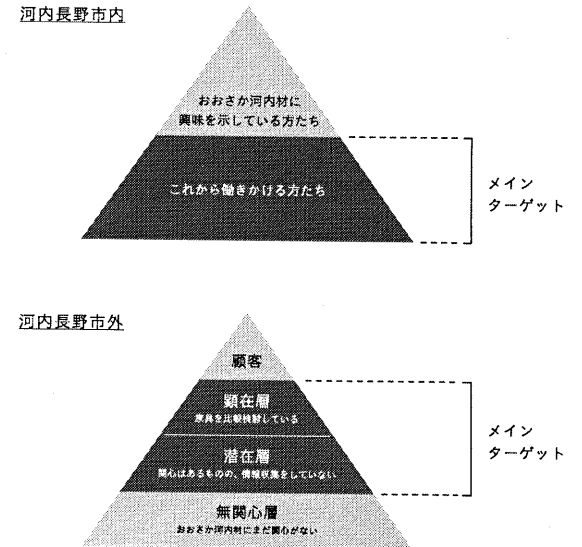 河内長野市内
おおさか河内材に
興味を示している方たち
これから働きかける方たち
メイン
ターゲット
河内長野市外
顧客
顕在層
家具を比較検討している
潜在層
関心はあるものの、情報収集をしていない
メイン
ターゲット
無関心層
おおさか河内材にまだ関心がない